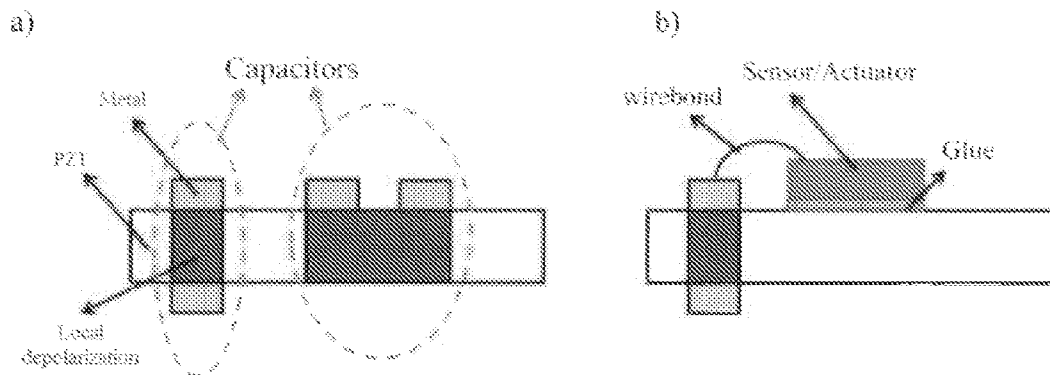 a)
b)
Capacitors
Sensor/Actuator
Metal
wirebond
PZT
Glue
Local
depolarization